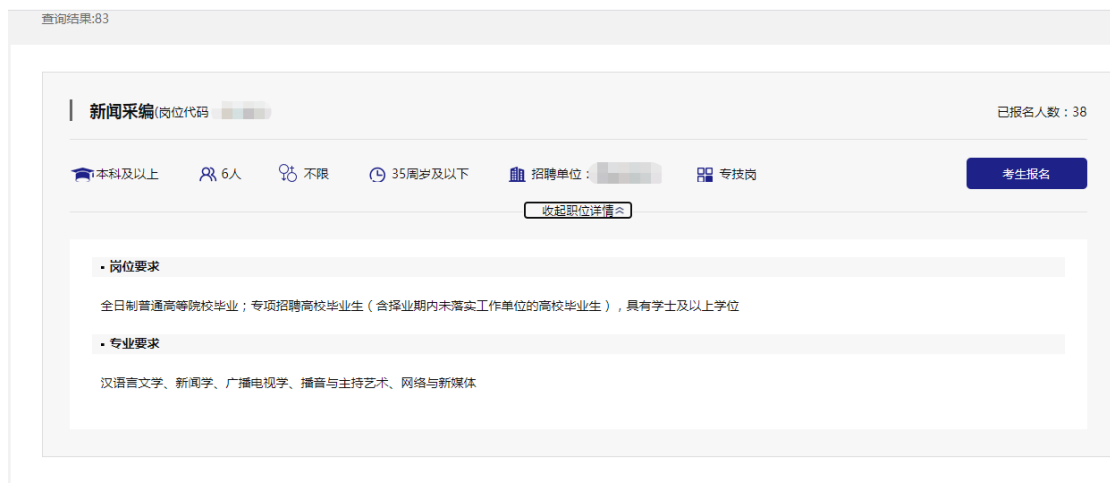 查询结果:83
新闻采编(岗位代码
已报名人数：38
本科及以上 6人 不限 35周岁及以下 招聘单位： 专技岗 考生报名
收起职位详情
岗位要求
全日制普通高等院校毕业；专项招聘高校毕业生（含择业期内未落实工作单位的高校毕业生），具有学士及以上学位
专业要求
汉语言文学、新闻学、广播电视学、播音与主持艺术、网络与新媒体